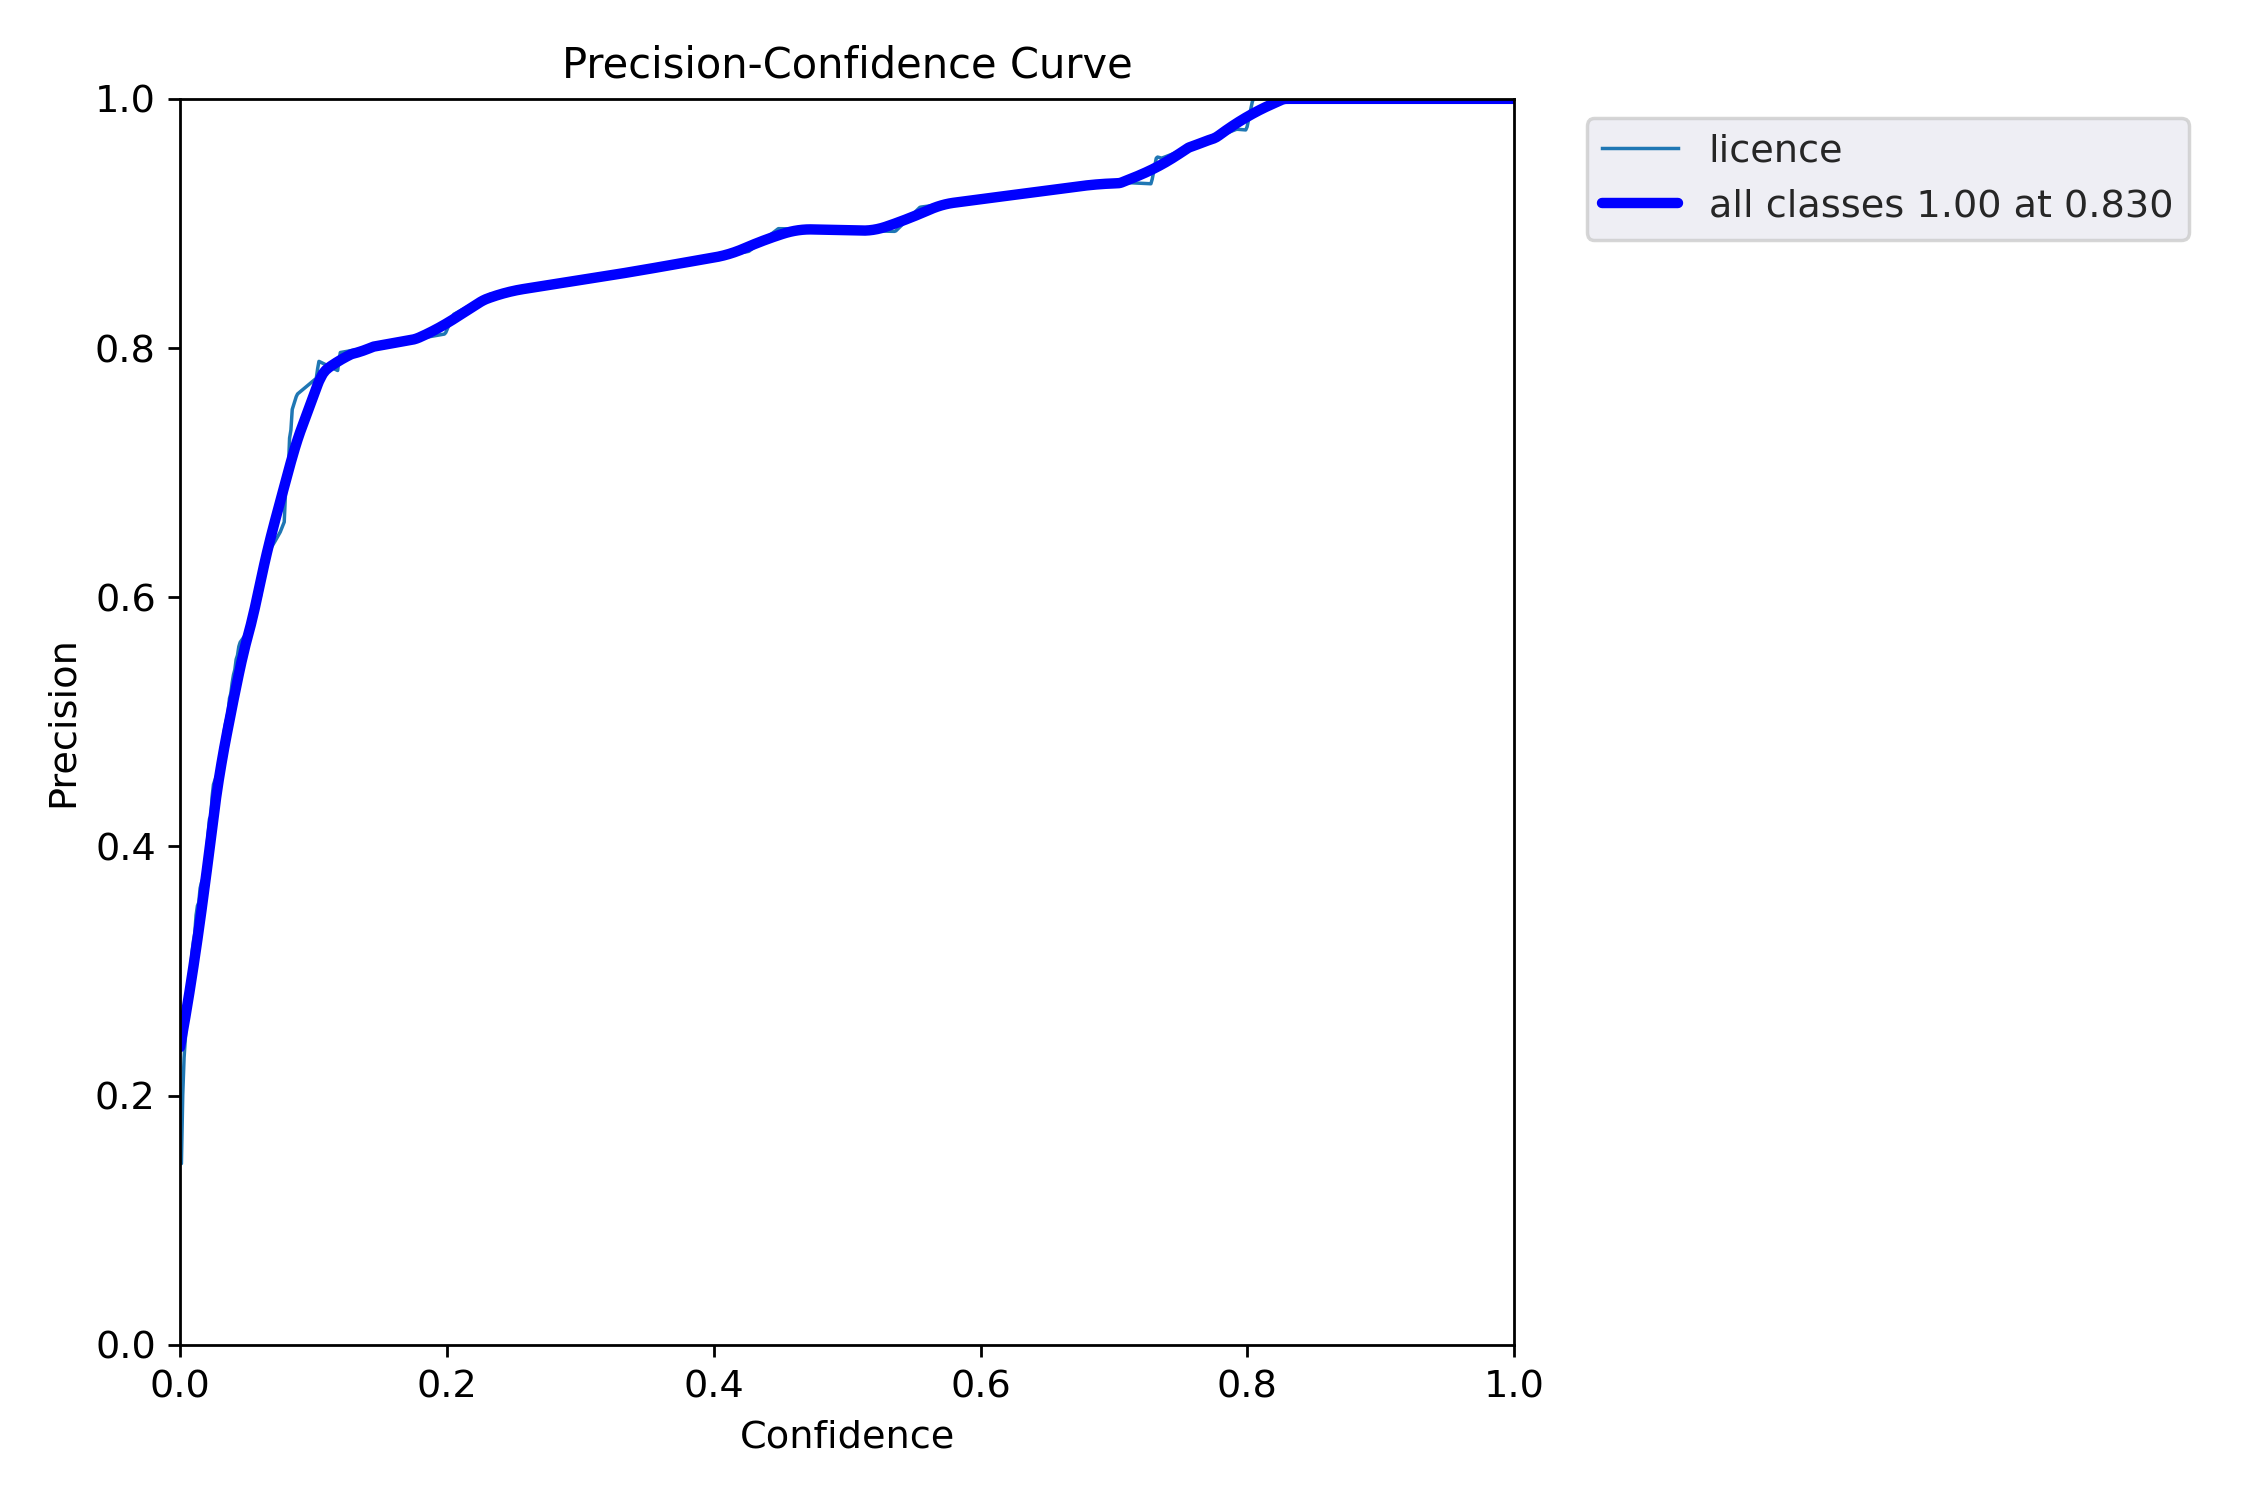 Precision-Confidence Curve
licence
all classes 1.00 at 0.830
Precision
1.0
0.8
0.6
0.4
0.2
0.0
0.0 0.2 0.4 0.6 0.8 1.0
Confidence